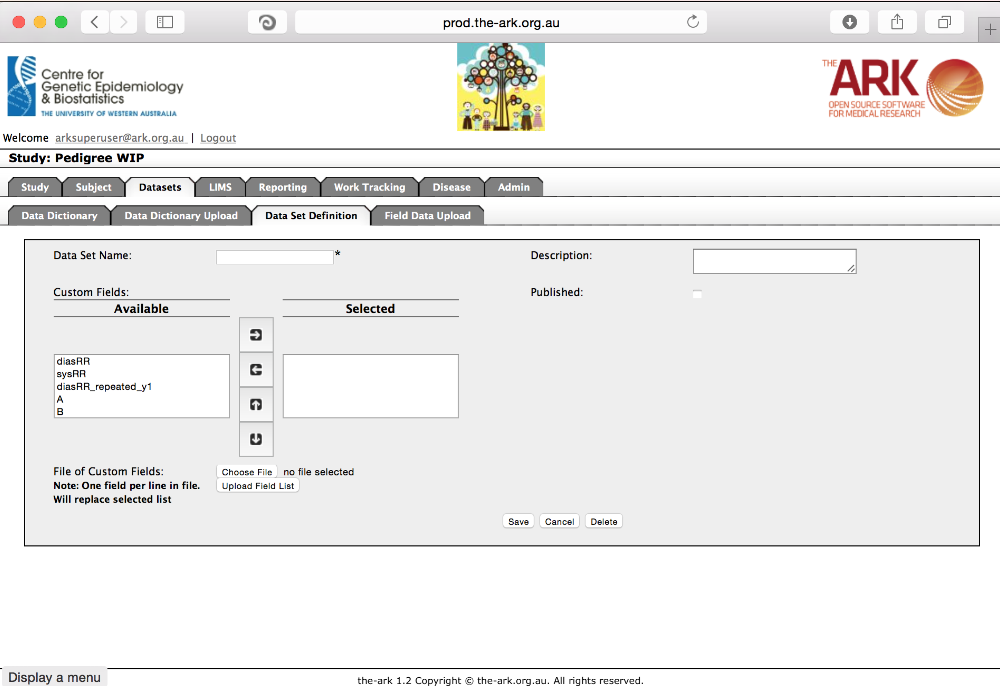 prod.the-ark.org.au
Centre for
Genetic Epidemiology
& Biostatistics
THE UNIVERSITY OF WESTERN AUSTRALIA
THE ARK
OPEN SOURCE SOFTWARE
FOR MEDICAL RESEARCH
Welcome arksuperuser@ark.org.au | Logout
Study: Pedigree WIP
Study Subject Datasets LIMS Reporting Work Tracking Disease Admin
Data Dictionary Data Dictionary Upload Data Set Definition Field Data Upload
Data Set Name: * Description:
Custom Fields: Published:
Available Selected
diasRR
sysRR
diasRR_repeated_y1
A
B
File of Custom Fields: Choose File no file selected
Note: One field per line in file. Upload Field List
Will replace selected list
Save Cancel Delete
Display a menu
the-ark 1.2 Copyright © the-ark.org.au. All rights reserved.